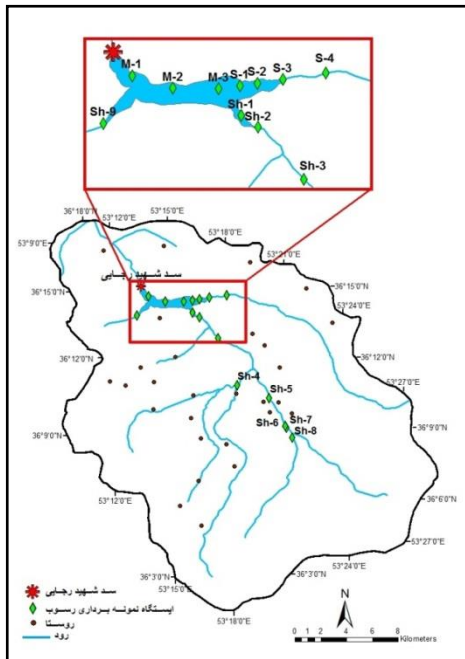 M-1
M-2
M-3
S-1
S-2
S-3
S-4
Sh-9
Sh-1
Sh-2
Sh-3
36°18'0"N
53°12'0"E
53°15'0"E
53°9'0"E
53°18'0"E
53°21'0"E
سد شهید رجایی
36°15'0"N
36°15'0"N
53°24'0"E
36°12'0"N
36°12'0"N
53°27'0"E
Sh-4
Sh-5
Sh-6
Sh-7
Sh-8
36°9'0"N
36°9'0"N
53°12'0"E
36°6'0"N
53°27'0"E
36°3'0"N
53°15'0"E
53°18'0"E
53°24'0"E
36°3'0"N
سد شهید رجایی
ایستگاه نمونه برداری رسوب
روستا
رود
N
0 2 4 6 8
Kilometers